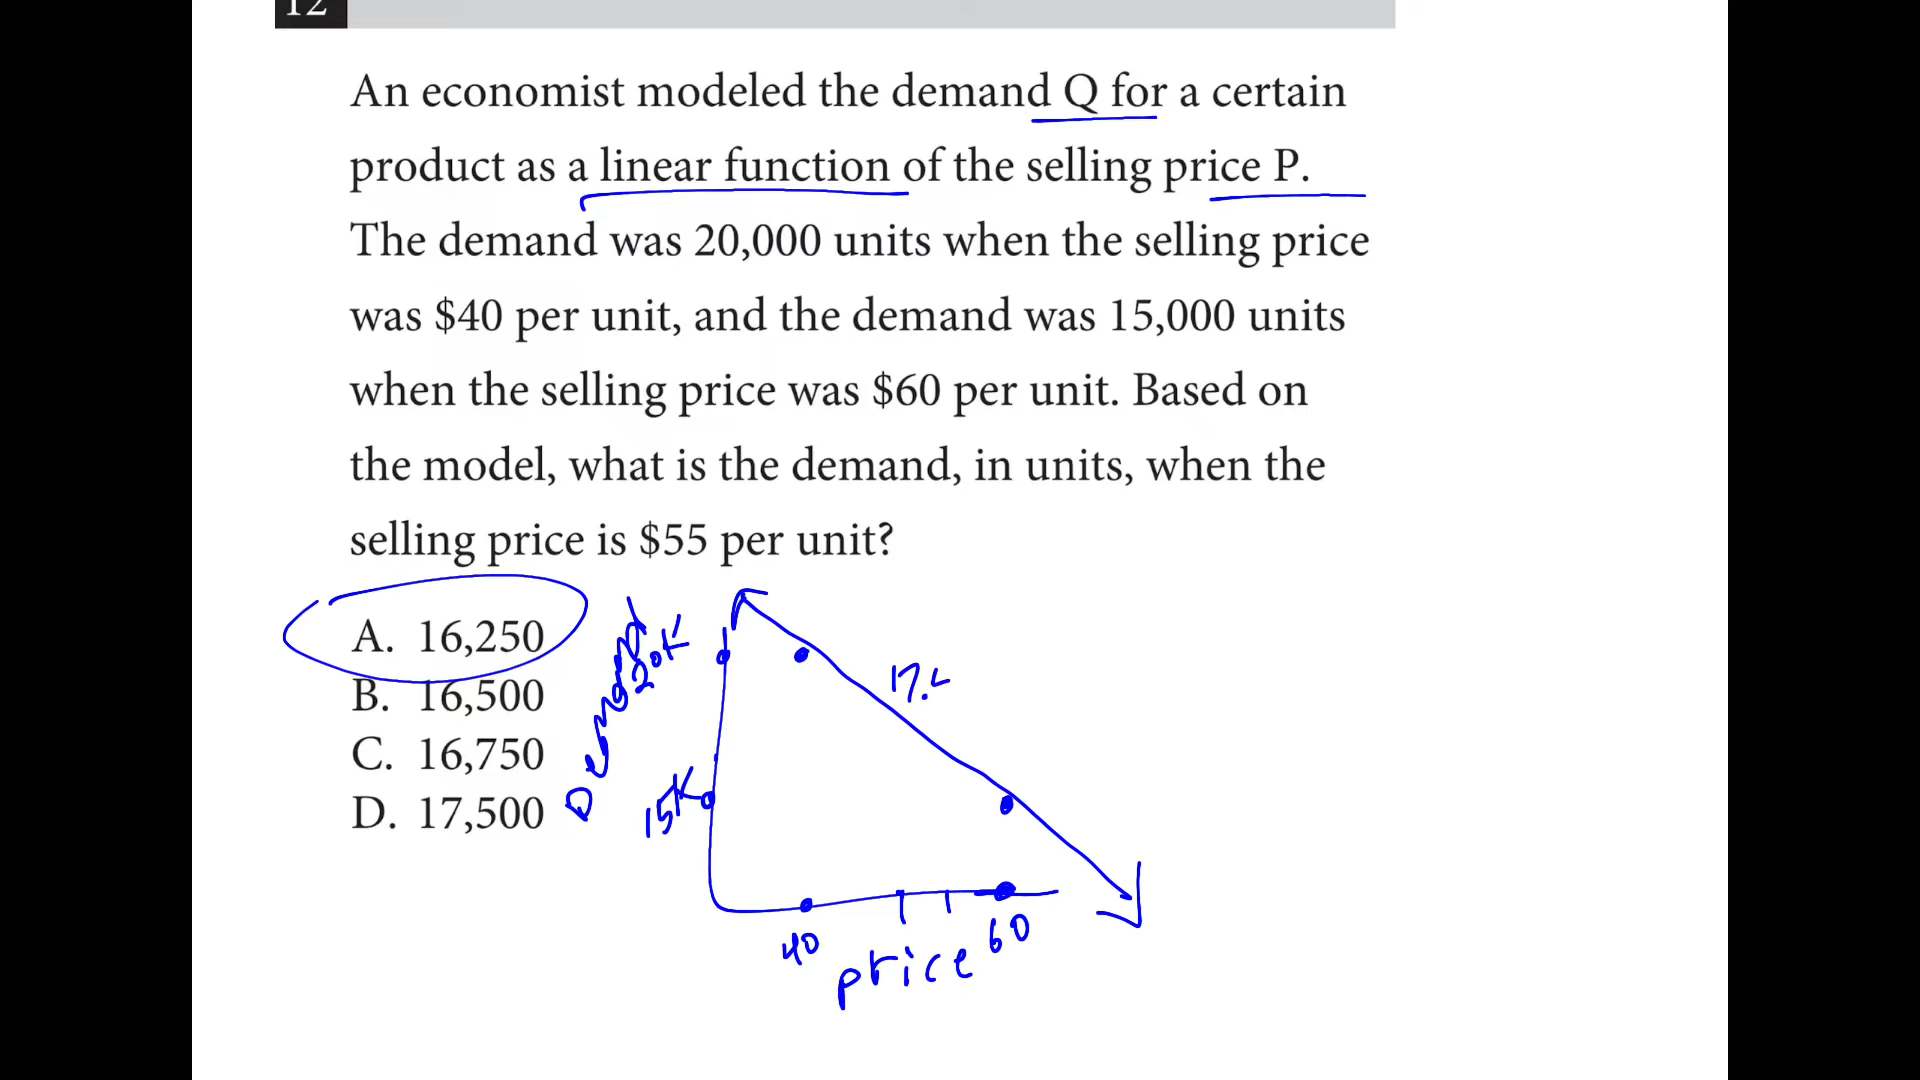 12
An economist modeled the demand Q for a certain
product as a linear function of the selling price P.
The demand was 20,000 units when the selling price
was $40 per unit, and the demand was 15,000 units
when the selling price was $60 per unit. Based on
the model, what is the demand, in units, when the
selling price is $55 per unit?
A. 16,250
B. 16,500
C. 16,750
D. 17,500
Demand
20K
15K
17.
40
60
price